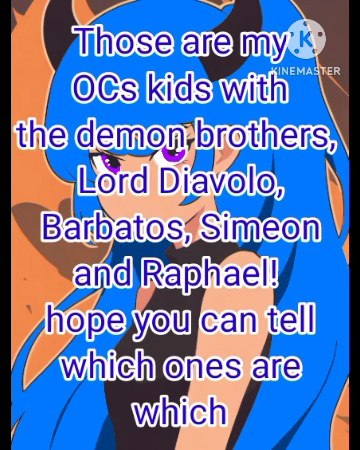 Those are my
K
KINEMASTER
OCs kids with
the demon brothers,
Lord Diavolo,
Barbatos, Simeon
and Raphael!
hope you can tell
which ones are
which